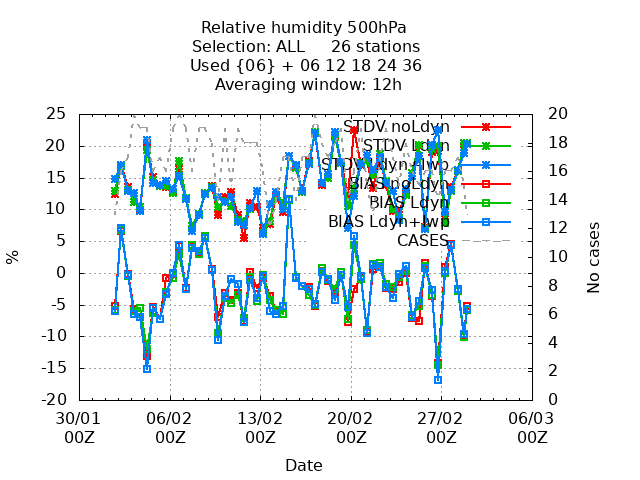 Relative humidity 500hPa
Selection: ALL 26 stations
Used {06} + 06 12 18 24 36
Averaging window: 12h
25
20
15
10
5
0
-5
-10
-15
-20
%
20
18
16
14
12
10
8
6
4
2
0
No cases
STDV noLdyn
STDV Ldyn
STDV Ldyn+lwp
BIAS noLdyn
BIAS Ldyn
BIAS Ldyn+lwp
CASES
30/01 06/02 13/02 20/02 27/02 06/03
00Z 00Z 00Z 00Z 00Z 00Z
Date